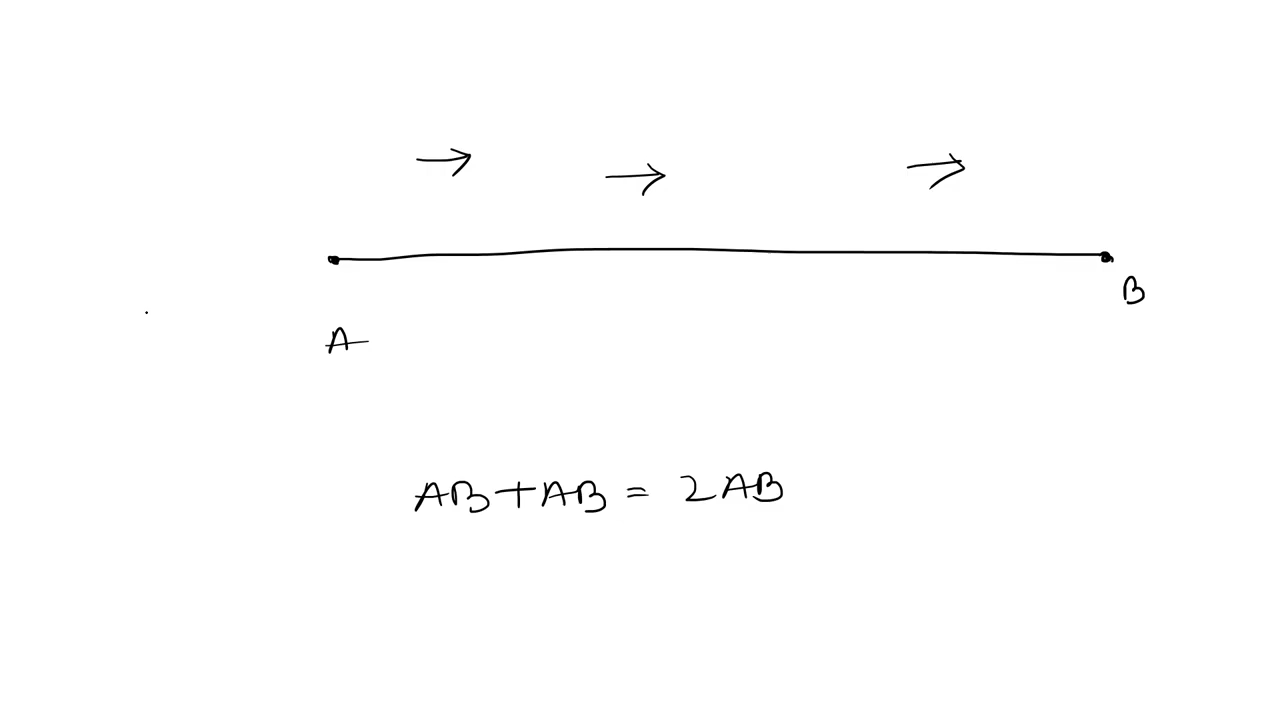 → → →
B
A
AB+AB = 2AB